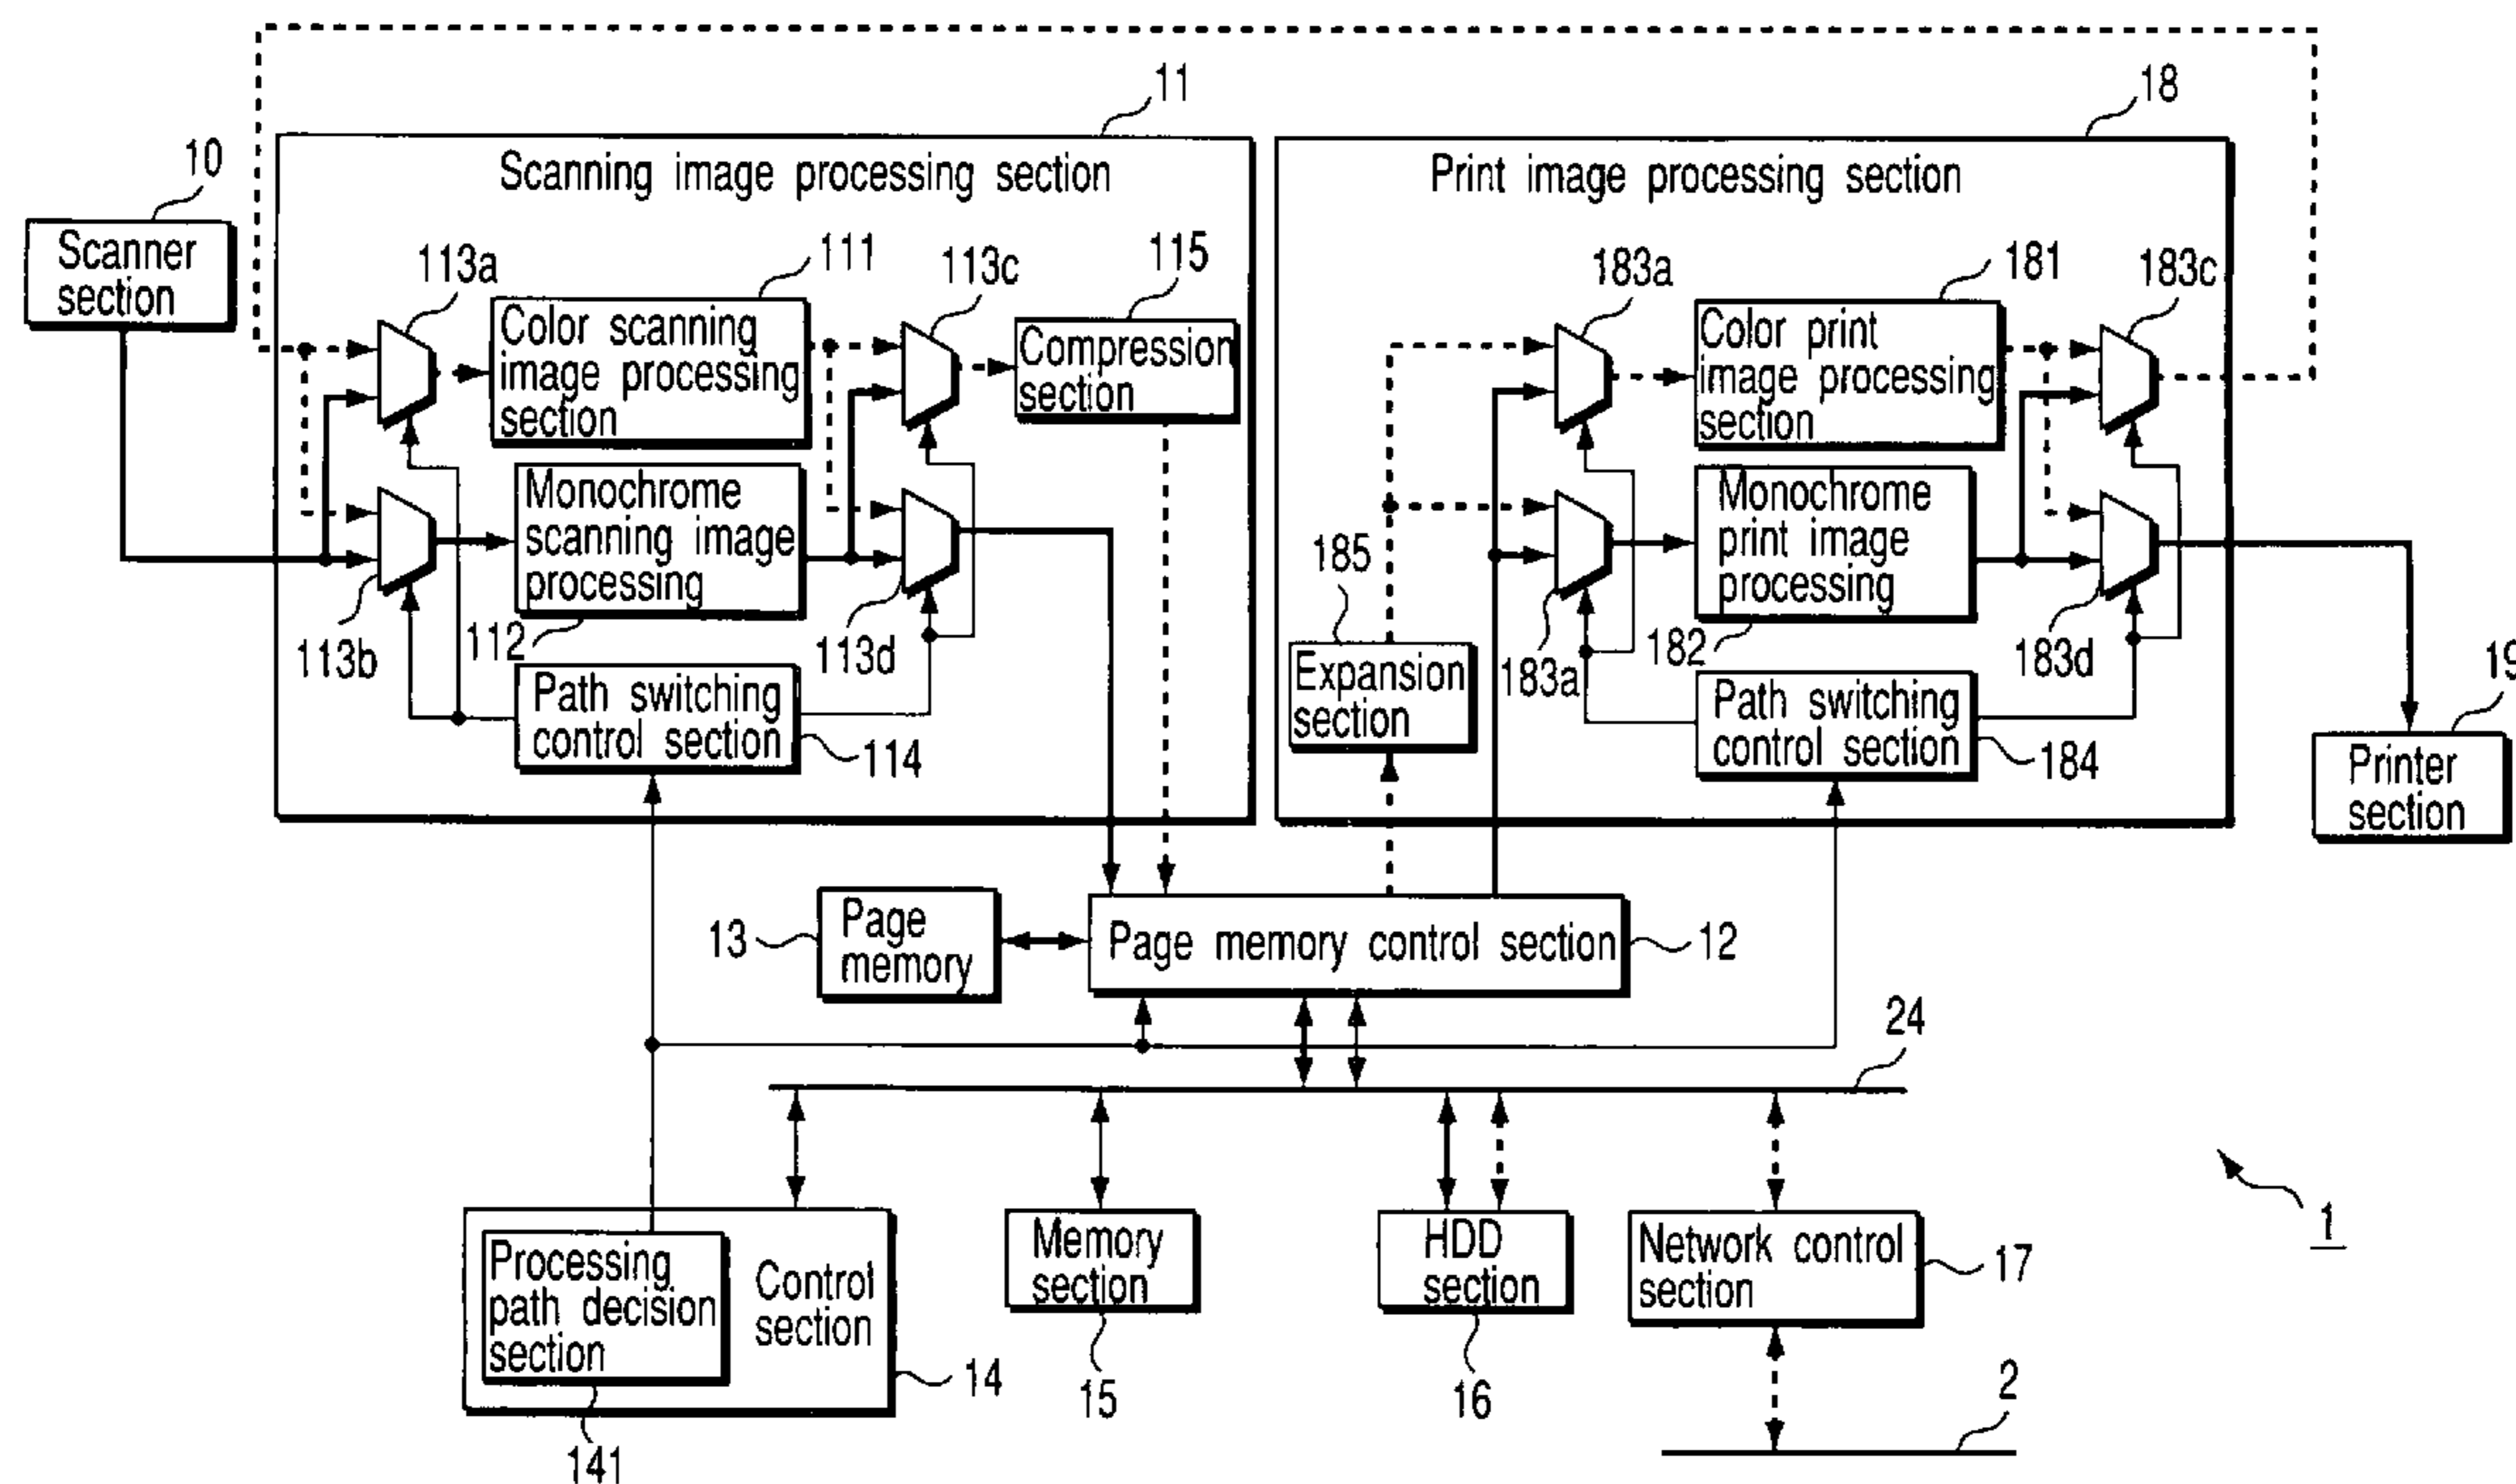 11
18
10
Scanning image processing section
Print image processing section
Scanner
section
113a
111
113c
115
183a
181
183c
Color scanning
image processing
section
Compression
section
Color print
image processing
section
Monochrome
scanning image
processing
Monochrome
print image
processing
185
113b
112
113d
183a
182
183d
19
Path switching
control section
114
Expansion
section
Path switching
control section
184
Printer
section
13
Page
memory
Page memory control section
12
24
Processing
path decision
section
Control
section
Memory
section
HDD
section
Network control
section
17
1
14
15
16
2
141